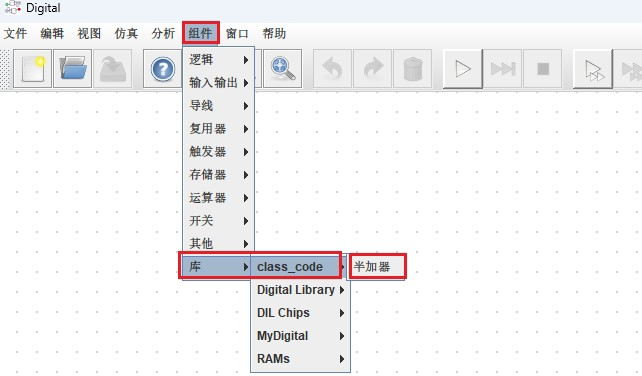 Digital
文件 编辑 视图 仿真 分析 组件 窗口 帮助
逻辑
输入输出
导线
复用器
触发器
存储器
运算器
开关
其他
库 class_code 半加器
Digital Library
DIL Chips
MyDigital
RAMs